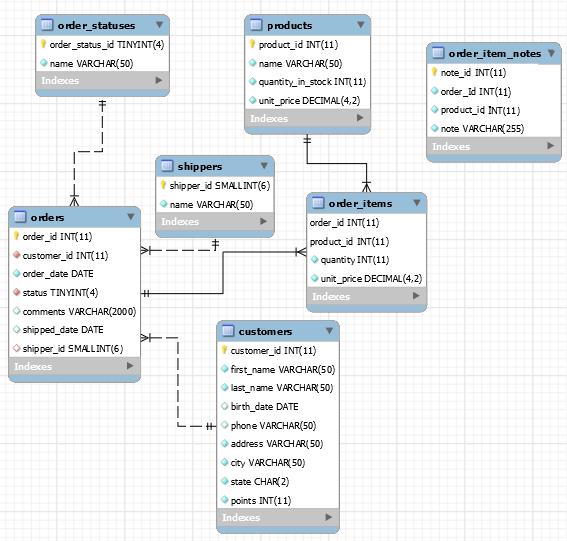 order_statuses
order_status_id TINYINT(4)
name VARCHAR(50)
Indexes
products
product_id INT(11)
name VARCHAR(50)
quantity_in_stock INT(11)
unit_price DECIMAL(4,2)
Indexes
order_item_notes
note_id INT(11)
order_Id INT(11)
product_id INT(11)
note VARCHAR(255)
Indexes
shippers
shipper_id SMALLINT(6)
name VARCHAR(50)
Indexes
orders
order_id INT(11)
customer_id INT(11)
order_date DATE
status TINYINT(4)
comments VARCHAR(2000)
shipped_date DATE
shipper_id SMALLINT(6)
Indexes
order_items
order_id INT(11)
product_id INT(11)
quantity INT(11)
unit_price DECIMAL(4,2)
Indexes
customers
customer_id INT(11)
first_name VARCHAR(50)
last_name VARCHAR(50)
birth_date DATE
phone VARCHAR(50)
address VARCHAR(50)
city VARCHAR(50)
state CHAR(2)
points INT(11)
Indexes